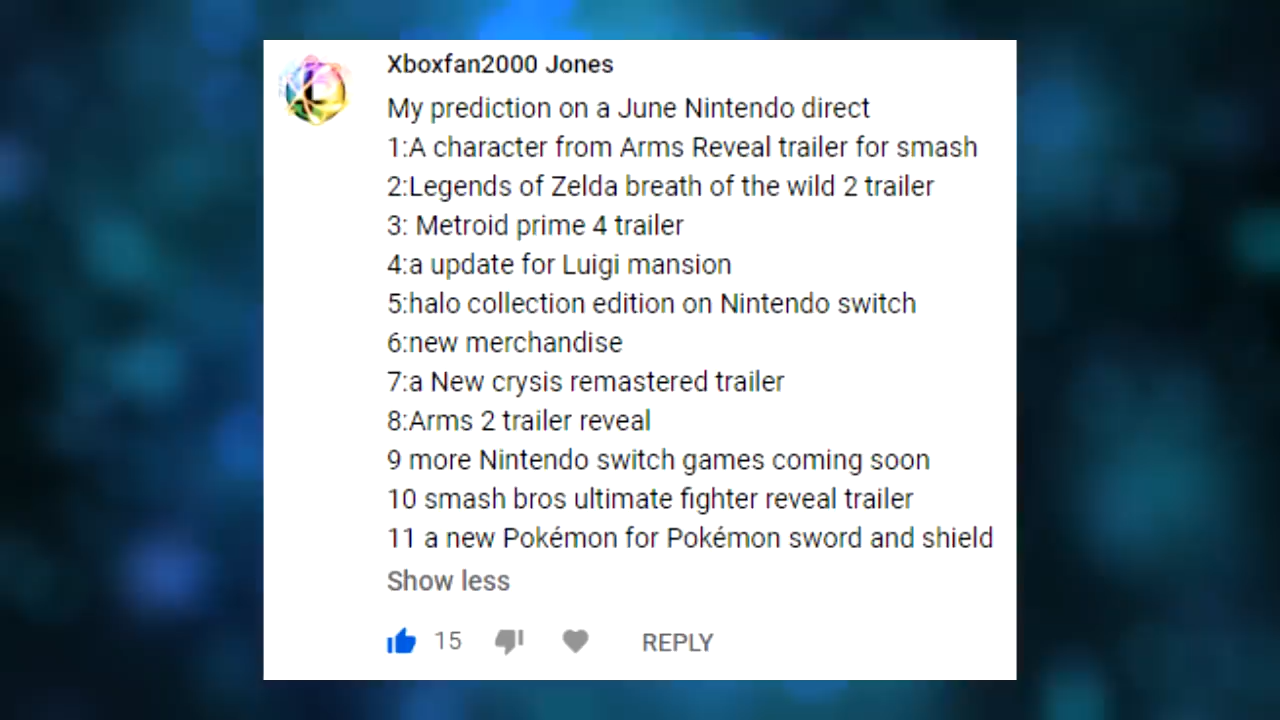 Xboxfan2000 Jones
My prediction on a June Nintendo direct
1:A character from Arms Reveal trailer for smash
2:Legends of Zelda breath of the wild 2 trailer
3: Metroid prime 4 trailer
4:a update for Luigi mansion
5:halo collection edition on Nintendo switch
6:new merchandise
7:a New crysis remastered trailer
8:Arms 2 trailer reveal
9 more Nintendo switch games coming soon
10 smash bros ultimate fighter reveal trailer
11 a new Pokémon for Pokémon sword and shield
Show less
15 REPLY